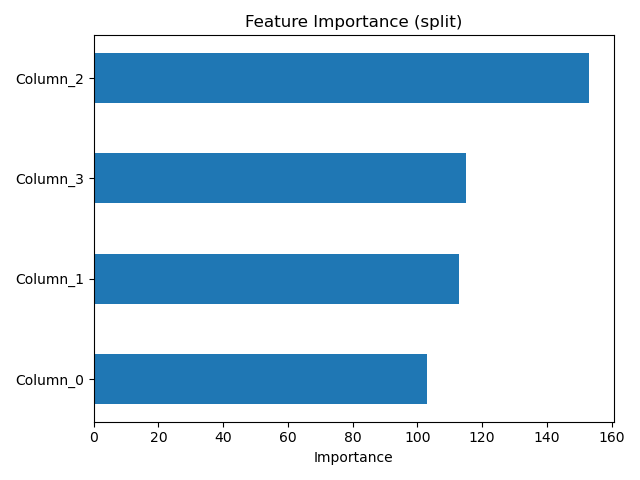 Feature Importance (split)
Column_2
Column_3
Column_1
Column_0
0 20 40 60 80 100 120 140 160
Importance